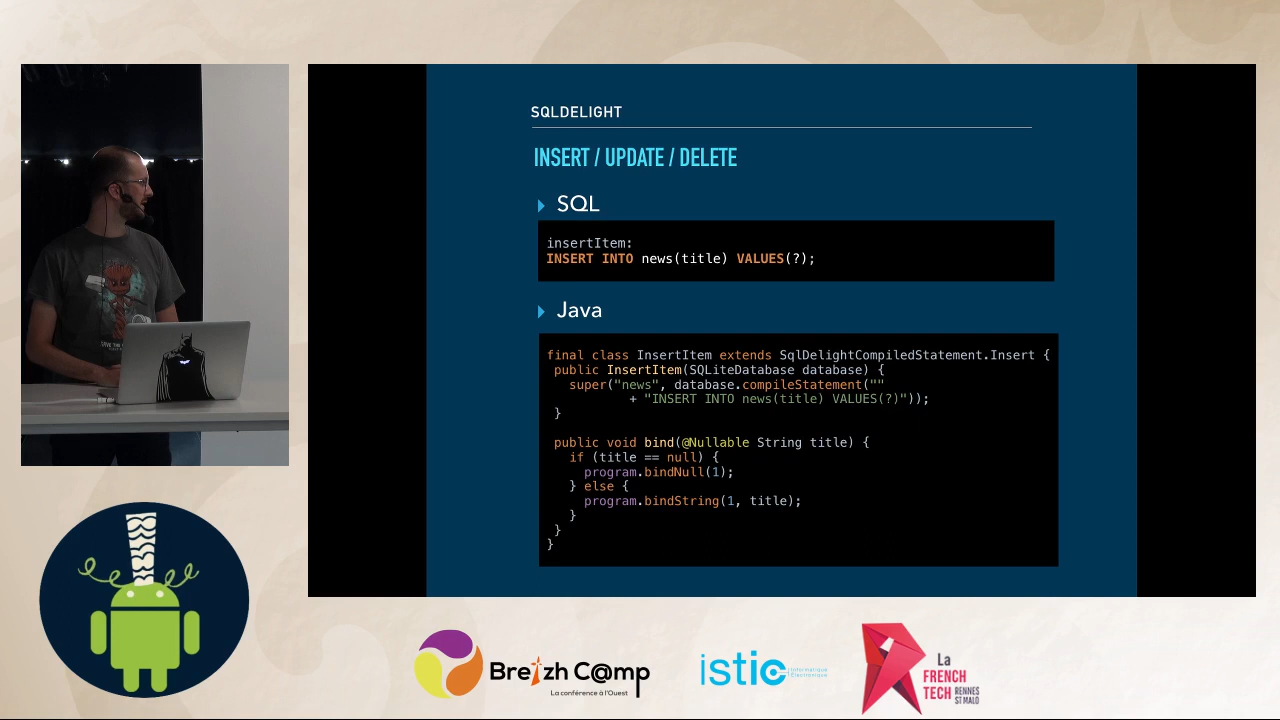 SQLDELIGHT
INSERT / UPDATE / DELETE
SQL
insertItem:
INSERT INTO news(title) VALUES(?);
Java
final class InsertItem extends SqlDelightCompiledStatement.Insert {
public InsertItem(SQLiteDatabase database) {
super("news", database.compileStatement(""
+ "INSERT INTO news(title) VALUES(?)"));
}
public void bind(@Nullable String title) {
if (title == null) {
program.bindNull(1);
} else {
program.bindString(1, title);
}
}
}
Breizh C@mp
La conférence à l'Ouest
istic
Informatique
Électronique
La
FRENCH
TECH
RENNES
ST MALO